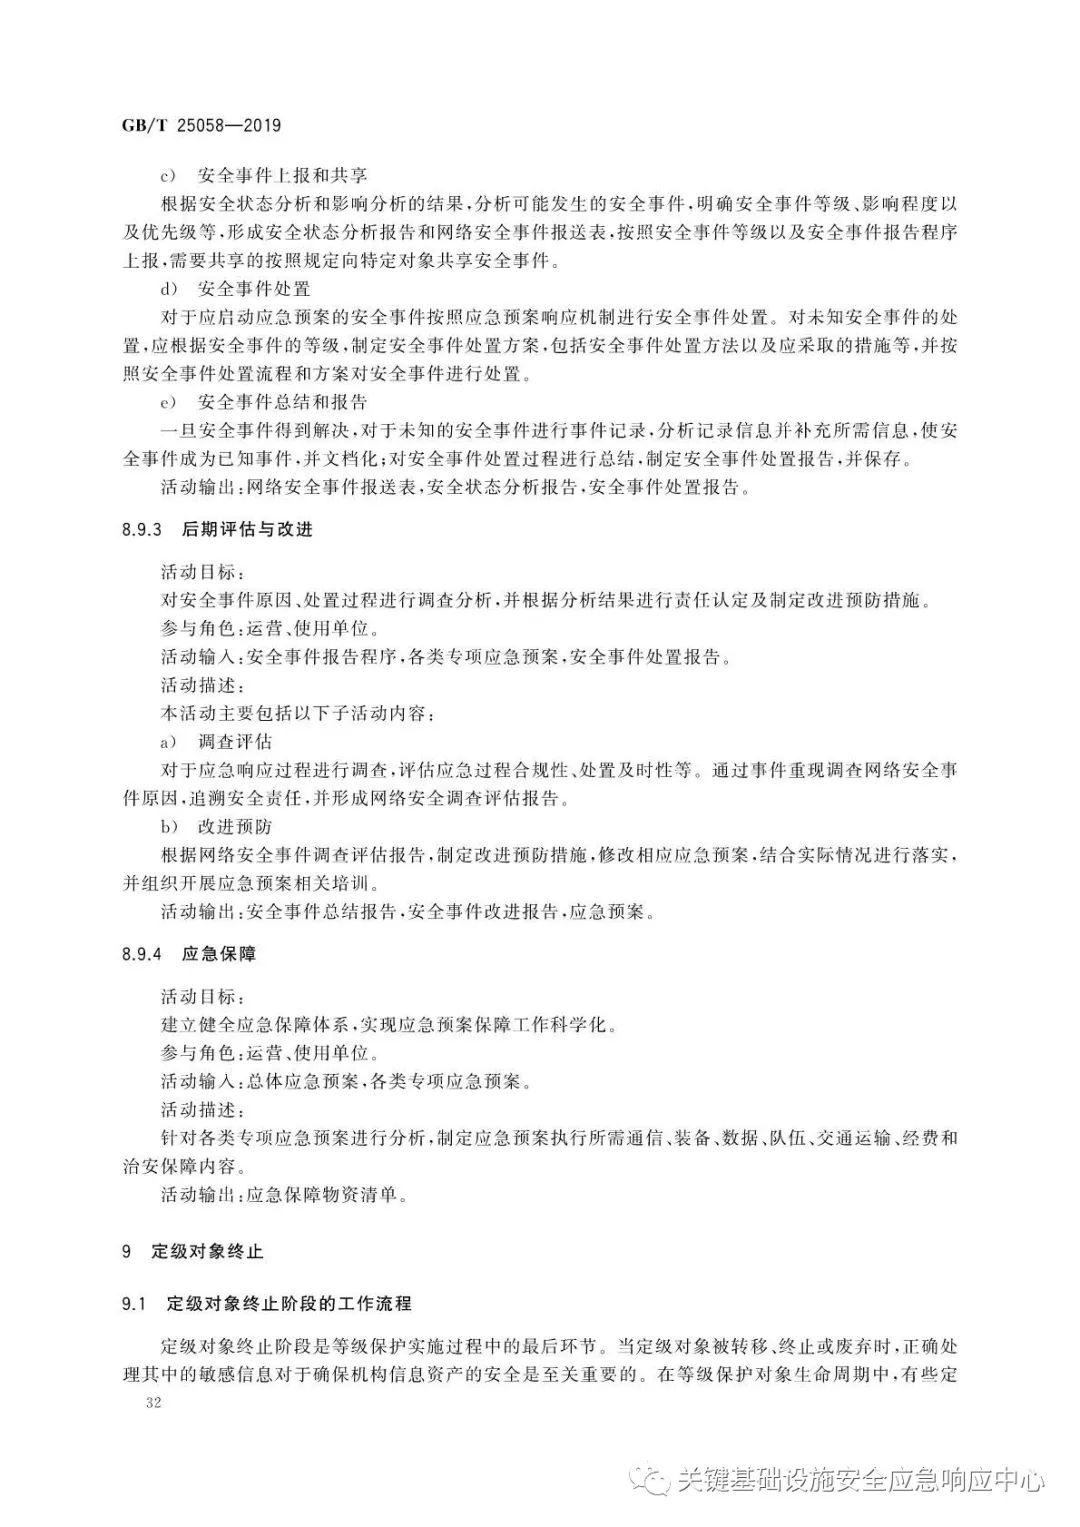 GB/T 25058—2019
c) 安全事件上报和共享
根据安全状态分析和影响分析的结果,分析可能发生的安全事件,明确安全事件等级、影响程度以
及优先级等,形成安全状态分析报告和网络安全事件报送表,按照安全事件等级以及安全事件报告程序
上报,需要共享的按照规定向特定对象共享安全事件。
d) 安全事件处置
对于应启动应急预案的安全事件按照应急预案响应机制进行安全事件处置。对未知安全事件的处
置,应根据安全事件的等级,制定安全事件处置方案,包括安全事件处置方法以及应采取的措施等,并按
照安全事件处置流程和方案对安全事件进行处置。
e) 安全事件总结和报告
一旦安全事件得到解决,对于未知的安全事件进行事件记录,分析记录信息并补充所需信息,使安
全事件成为已知事件,并文档化;对安全事件处置过程进行总结,制定安全事件处置报告,并保存。
活动输出:网络安全事件报送表,安全状态分析报告,安全事件处置报告。
8.9.3 后期评估与改进
活动目标:
对安全事件原因、处置过程进行调查分析,并根据分析结果进行责任认定及制定改进预防措施。
参与角色:运营、使用单位。
活动输入:安全事件报告程序,各类专项应急预案,安全事件处置报告。
活动描述:
本活动主要包括以下子活动内容:
a) 调查评估
对于应急响应过程进行调查,评估应急过程合规性、处置及时性等。通过事件重现调查网络安全事
件原因,追溯安全责任,并形成网络安全调查评估报告。
b) 改进预防
根据网络安全事件调查评估报告,制定改进预防措施,修改相应应急预案,结合实际情况进行落实,
并组织开展应急预案相关培训。
活动输出:安全事件总结报告,安全事件改进报告,应急预案。
8.9.4 应急保障
活动目标:
建立健全应急保障体系,实现应急预案保障工作科学化。
参与角色:运营、使用单位。
活动输入:总体应急预案,各类专项应急预案。
活动描述:
针对各类专项应急预案进行分析,制定应急预案执行所需通信、装备、数据、队伍、交通运输、经费和
治安保障内容。
活动输出:应急保障物资清单。
9 定级对象终止
9.1 定级对象终止阶段的工作流程
定级对象终止阶段是等级保护实施过程中的最后环节。当定级对象被转移、终止或废弃时,正确处
理其中的敏感信息对于确保机构信息资产的安全是至关重要的。在等级保护对象生命周期中,有些定
32
关键基础设施安全应急响应中心